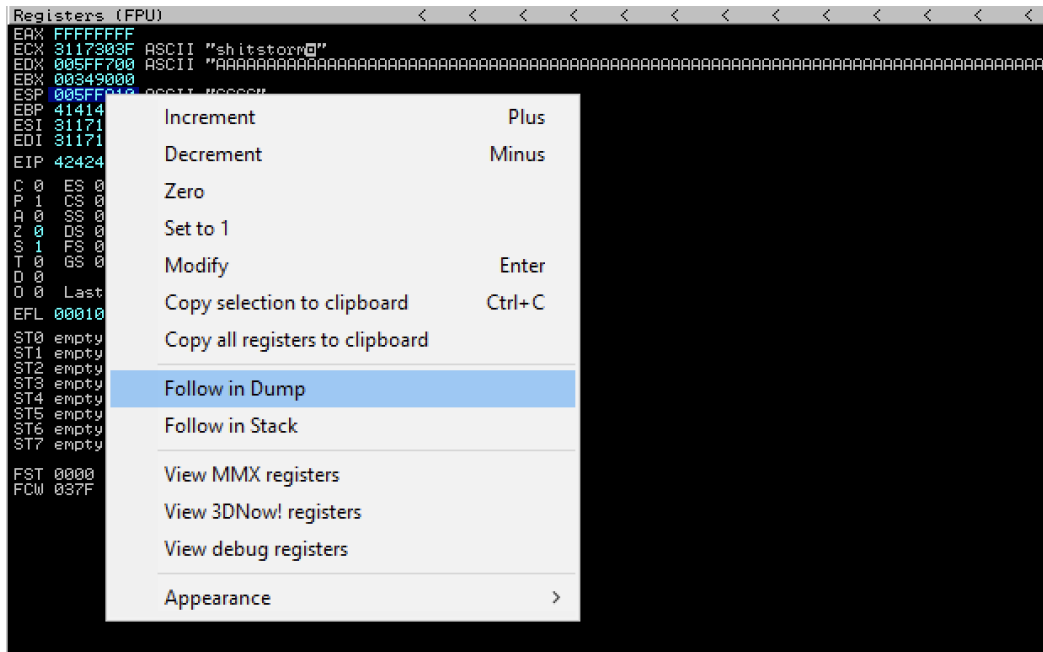 Registers (FPU) < < < < < < < < < < < < <
EAX FFFFFFFF
ECX 3117303F ASCII "shitstorm
EDX 005FF700 ASCII "AAAAAAAAAAAAAAAAAAAAAAAAAAAAAAAAAAAAAAAAAAAAAAAAAAAAAAAAAAAAAAAAAAAAAAAAAAAAAAAAAA
EBX 00349000
ESP 005FF910 ASCII "CCCC"
EBP 41414
ESI 31171
EDI 31171
EIP 42424
C 0 ES 0
P 1 CS 0
A 0 SS 0
Z 0 DS 0
S 1 FS 0
T 0 GS 0
D 0
O 0 Last
EFL 00010
ST0 empty
ST1 empty
ST2 empty
ST3 empty
ST4 empty
ST5 empty
ST6 empty
ST7 empty
FST 0000
FCW 037F
Increment Plus
Decrement Minus
Zero
Set to 1
Modify Enter
Copy selection to clipboard Ctrl+C
Copy all registers to clipboard
Follow in Dump
Follow in Stack
View MMX registers
View 3DNow! registers
View debug registers
Appearance >